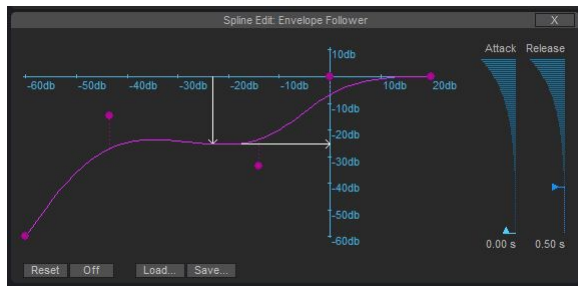 Spline Edit: Envelope Follower X
10db
Attack Release
-60db -50db -40db -30db -20db -10db 10db 20db
-10db
-20db
-30db
-40db
-50db
-60db
0.00 s 0.50 s
Reset Off Load... Save...